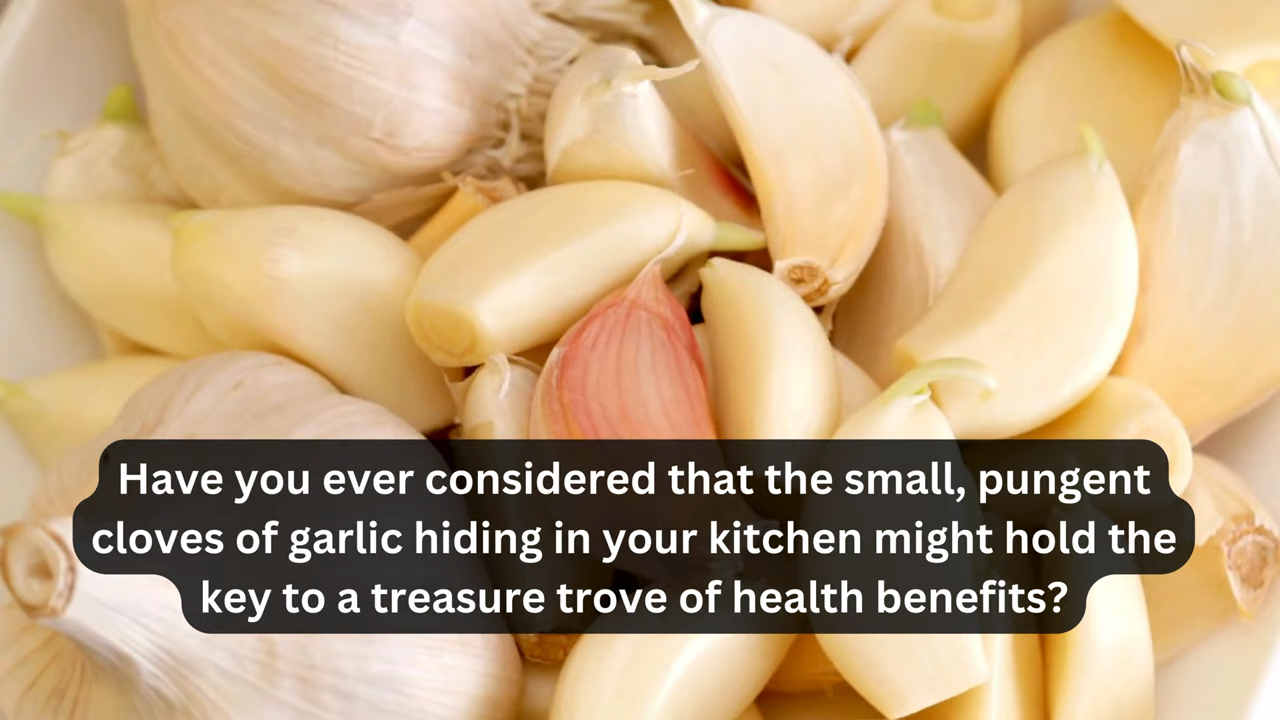 Have you ever considered that the small, pungent
cloves of garlic hiding in your kitchen might hold the
key to a treasure trove of health benefits?